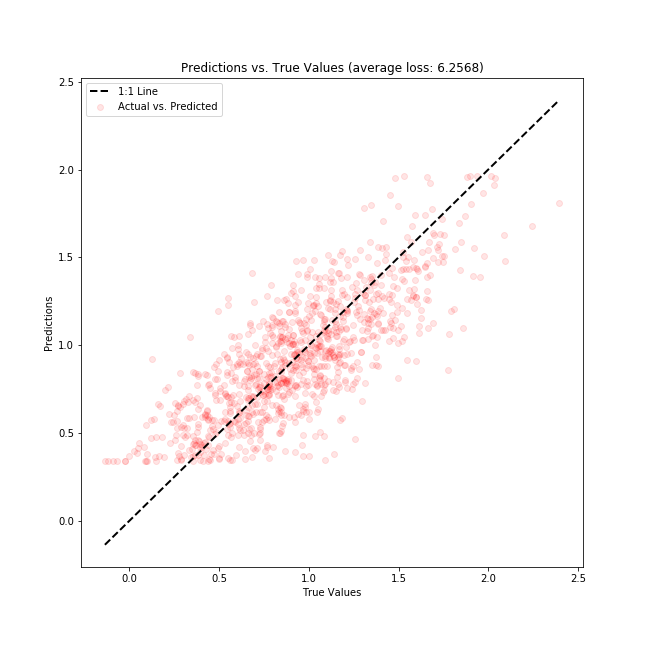 Predictions vs. True Values (average loss: 6.2568)
1:1 Line
Actual vs. Predicted
2.5
2.0
1.5
1.0
0.5
0.0
Predictions
0.0 0.5 1.0 1.5 2.0 2.5
True Values